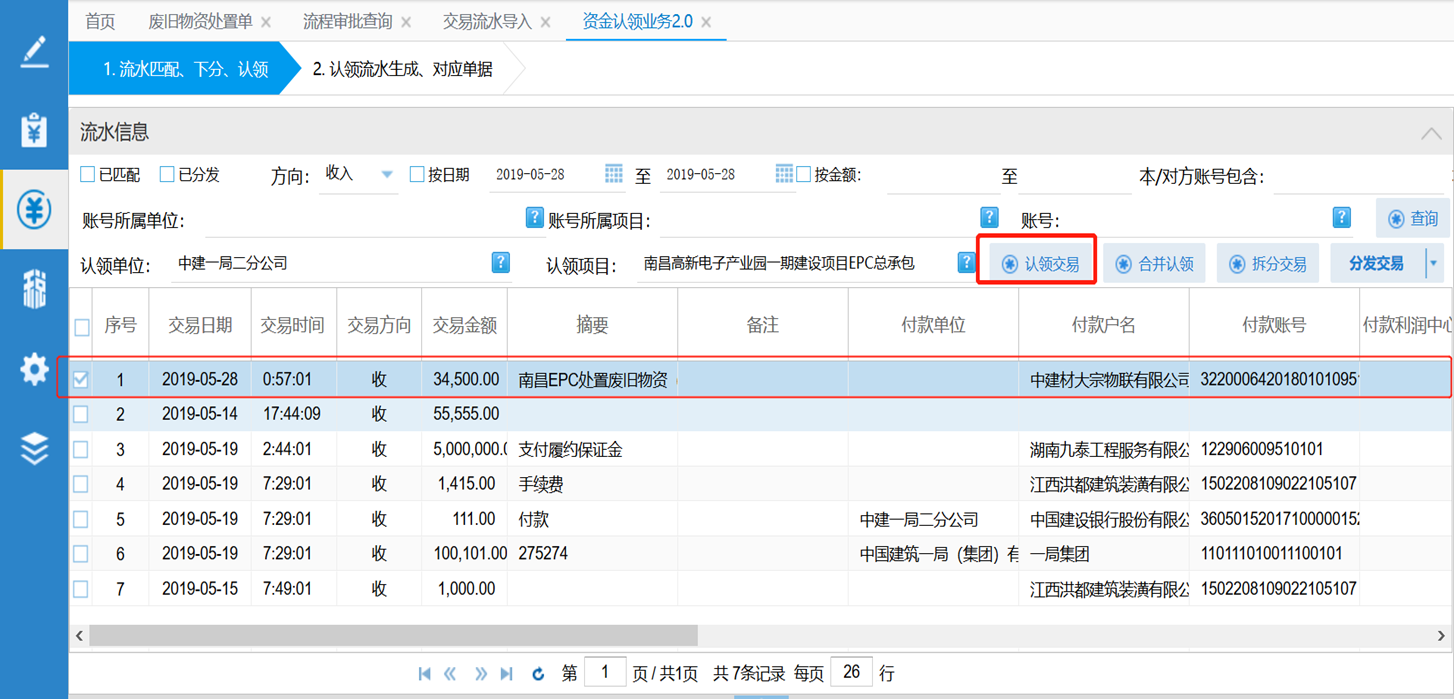 首页 废旧物资处置单 × 流程审批查询 × 交易流水导入 × 资金认领业务2.0 ×
1. 流水匹配、下分、认领 2. 认领流水生成、对应单据
流水信息
已匹配 已分发 方向: 收入 按日期 2019-05-28 至 2019-05-28 按金额: 至 本/对方账号包含:
账号所属单位: ? 账号所属项目: ? 账号: ? 查询
认领单位: 中建一局二分公司 ? 认领项目: 南昌高新电子产业园一期建设项目EPC总承包 ? 认领交易 合并认领 拆分交易 分发交易
序号 交易日期 交易时间 交易方向 交易金额 摘要 备注 付款单位 付款户名 付款账号 付款利润中心
1 2019-05-28 0:57:01 收 34,500.00 南昌EPC处置废旧物资 中建材大宗物联有限公司 3220006420180101095
2 2019-05-14 17:44:09 收 55,555.00
3 2019-05-19 2:44:01 收 5,000,000.0 支付履约保证金 湖南九泰工程服务有限公 122906009510101
4 2019-05-19 7:29:01 收 1,415.00 手续费 江西洪都建筑装潢有限公 1502208109022105107
5 2019-05-19 7:29:01 收 111.00 付款 中建一局二分公司 中国建设银行股份有限公 3605015201710000015
6 2019-05-19 7:29:01 收 100,101.00 275274 中国建筑一局（集团）有 一局集团 110111010011100101
7 2019-05-15 7:49:01 收 1,000.00 江西洪都建筑装潢有限公 1502208109022105107
第 1 页/共1页 共 7条记录 每页 26 行